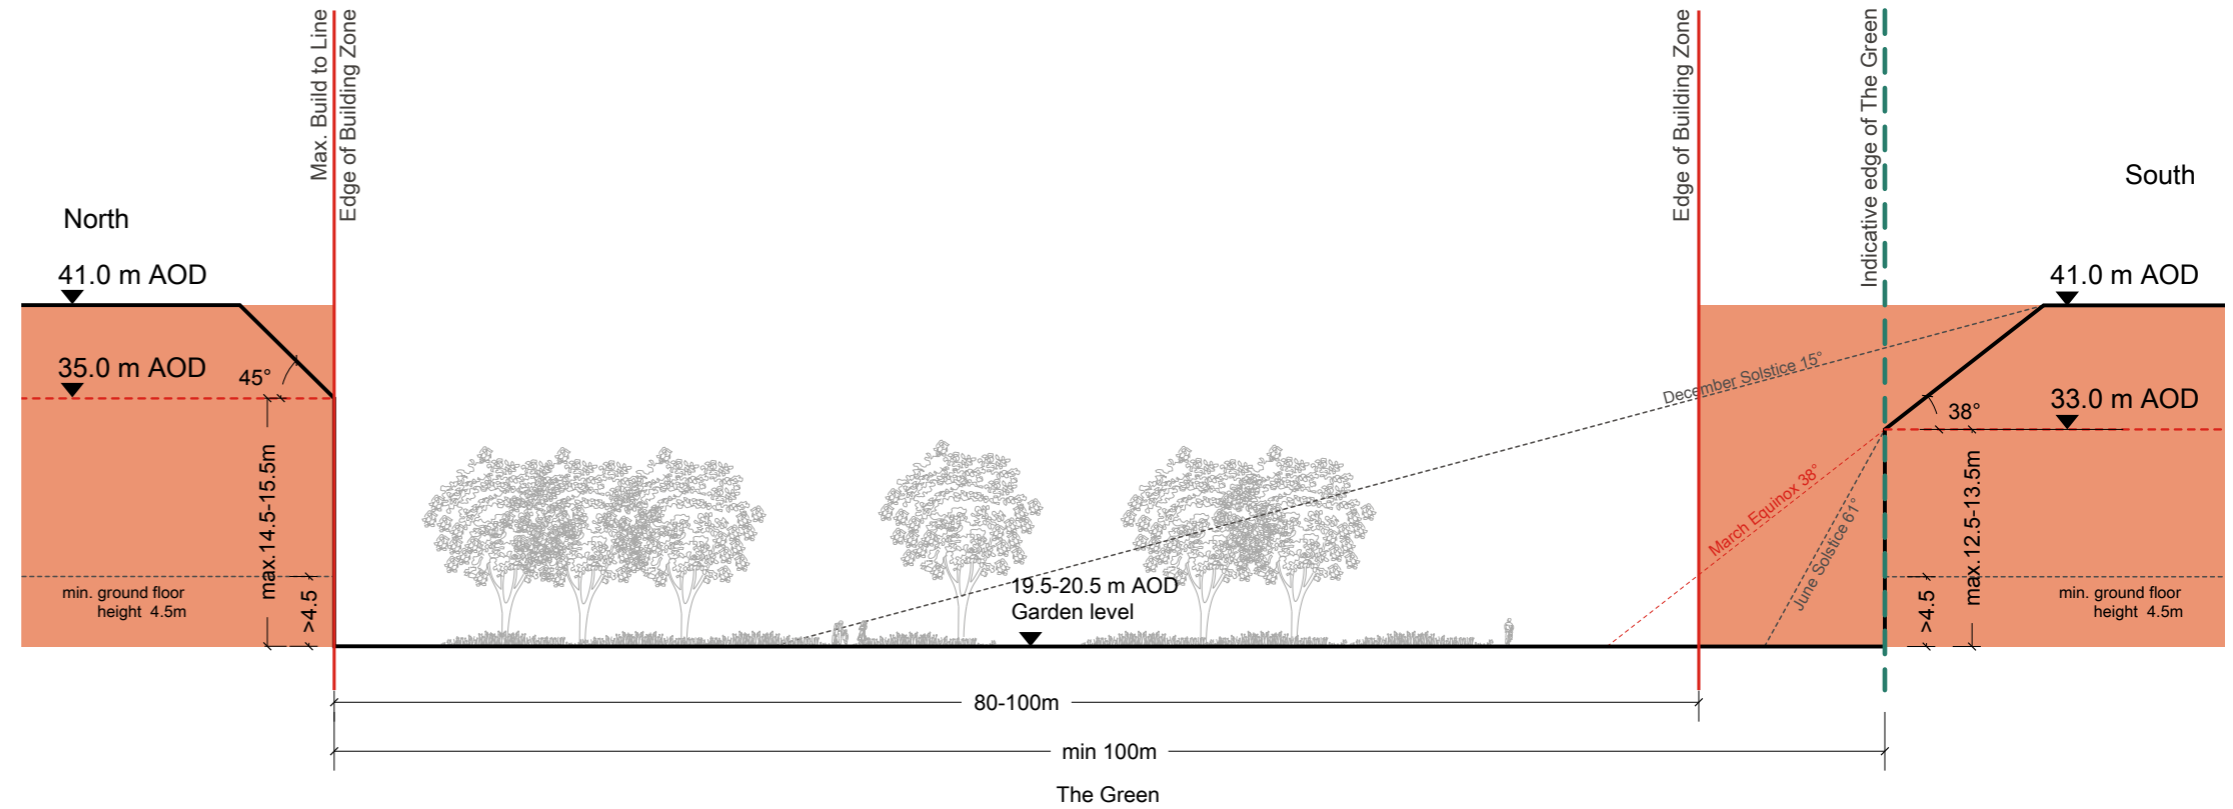 Max. Build to Line
Edge of Building Zone
Edge of Building Zone
Indicative edge of The Green
North
South
41.0 m AOD
41.0 m AOD
35.0 m AOD
45°
33.0 m AOD
38°
December Solstice 15°
March Equinox 38°
June Solstice 61°
max.14.5-15.5m
>4.5
min. ground floor
height 4.5m
19.5-20.5 m AOD
Garden level
>4.5
max.12.5-13.5m
min. ground floor
height 4.5m
80-100m
min 100m
The Green